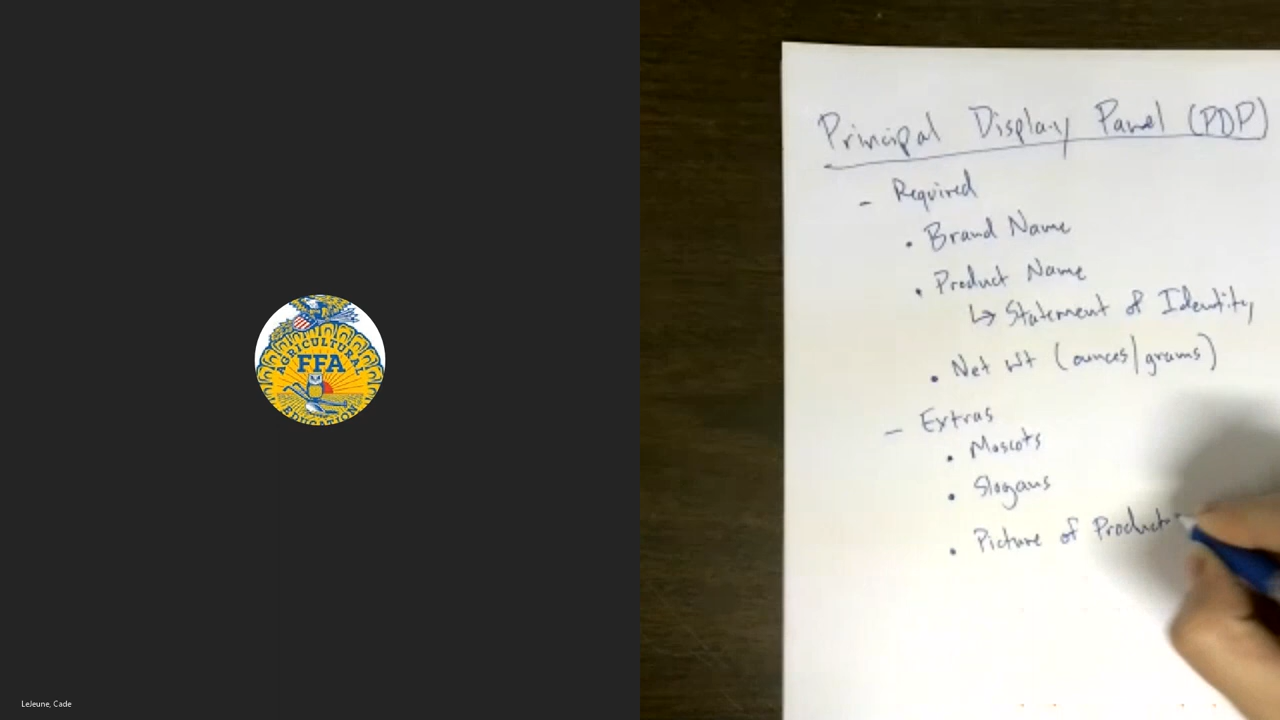 AGRICULTURAL
FFA
EDUCATION
LeJeune, Cade
Principal Display Panel (PDP)
- Required
• Brand Name
• Product Name
↳ Statement of Identity
• Net Wt (ounces/grams)
- Extras
• Mascots
• Slogans
• Picture of Product